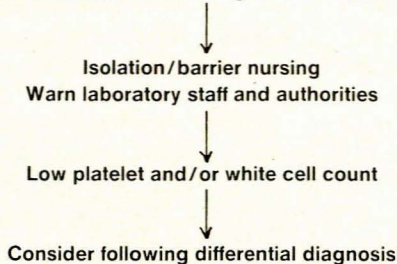 Isolation/barrier nursing
Warn laboratory staff and authorities
Low platelet and/or white cell count
Consider following differential diagnosis